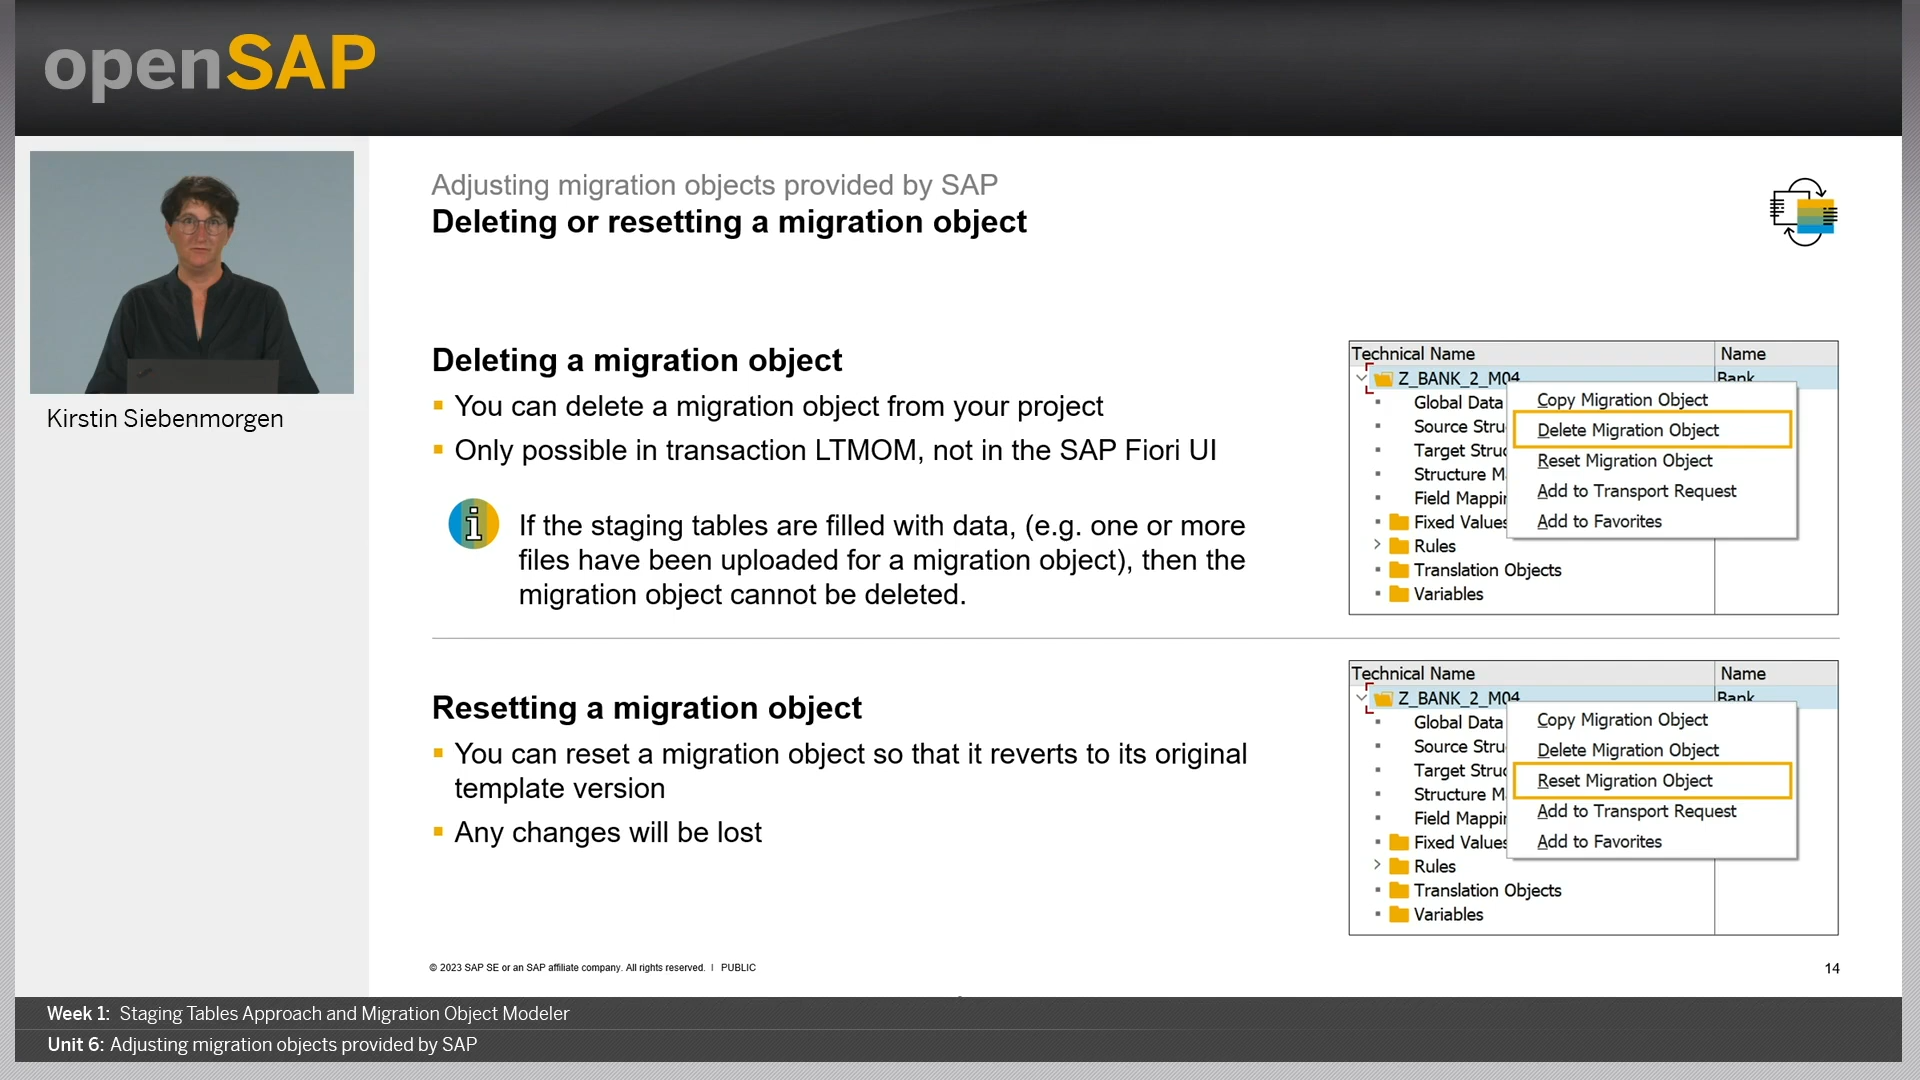 openSAP
Kirstin Siebenmorgen
Adjusting migration objects provided by SAP
Deleting or resetting a migration object
Deleting a migration object
You can delete a migration object from your project
Only possible in transaction LTMOM, not in the SAP Fiori UI
i
If the staging tables are filled with data, (e.g. one or more
files have been uploaded for a migration object), then the
migration object cannot be deleted.
Technical Name Name
Z_BANK_2_M04 Bank
Global Data
Source Stru
Target Struc
Structure M
Field Mappin
Fixed Values
Rules
Translation Objects
Variables
Copy Migration Object
Delete Migration Object
Reset Migration Object
Add to Transport Request
Add to Favorites
Resetting a migration object
You can reset a migration object so that it reverts to its original
template version
Any changes will be lost
Technical Name Name
Z_BANK_2_M04 Bank
Global Data
Source Stru
Target Struc
Structure M
Field Mappin
Fixed Values
Rules
Translation Objects
Variables
Copy Migration Object
Delete Migration Object
Reset Migration Object
Add to Transport Request
Add to Favorites
© 2023 SAP SE or an SAP affiliate company. All rights reserved. I PUBLIC
14
Week 1: Staging Tables Approach and Migration Object Modeler
Unit 6: Adjusting migration objects provided by SAP